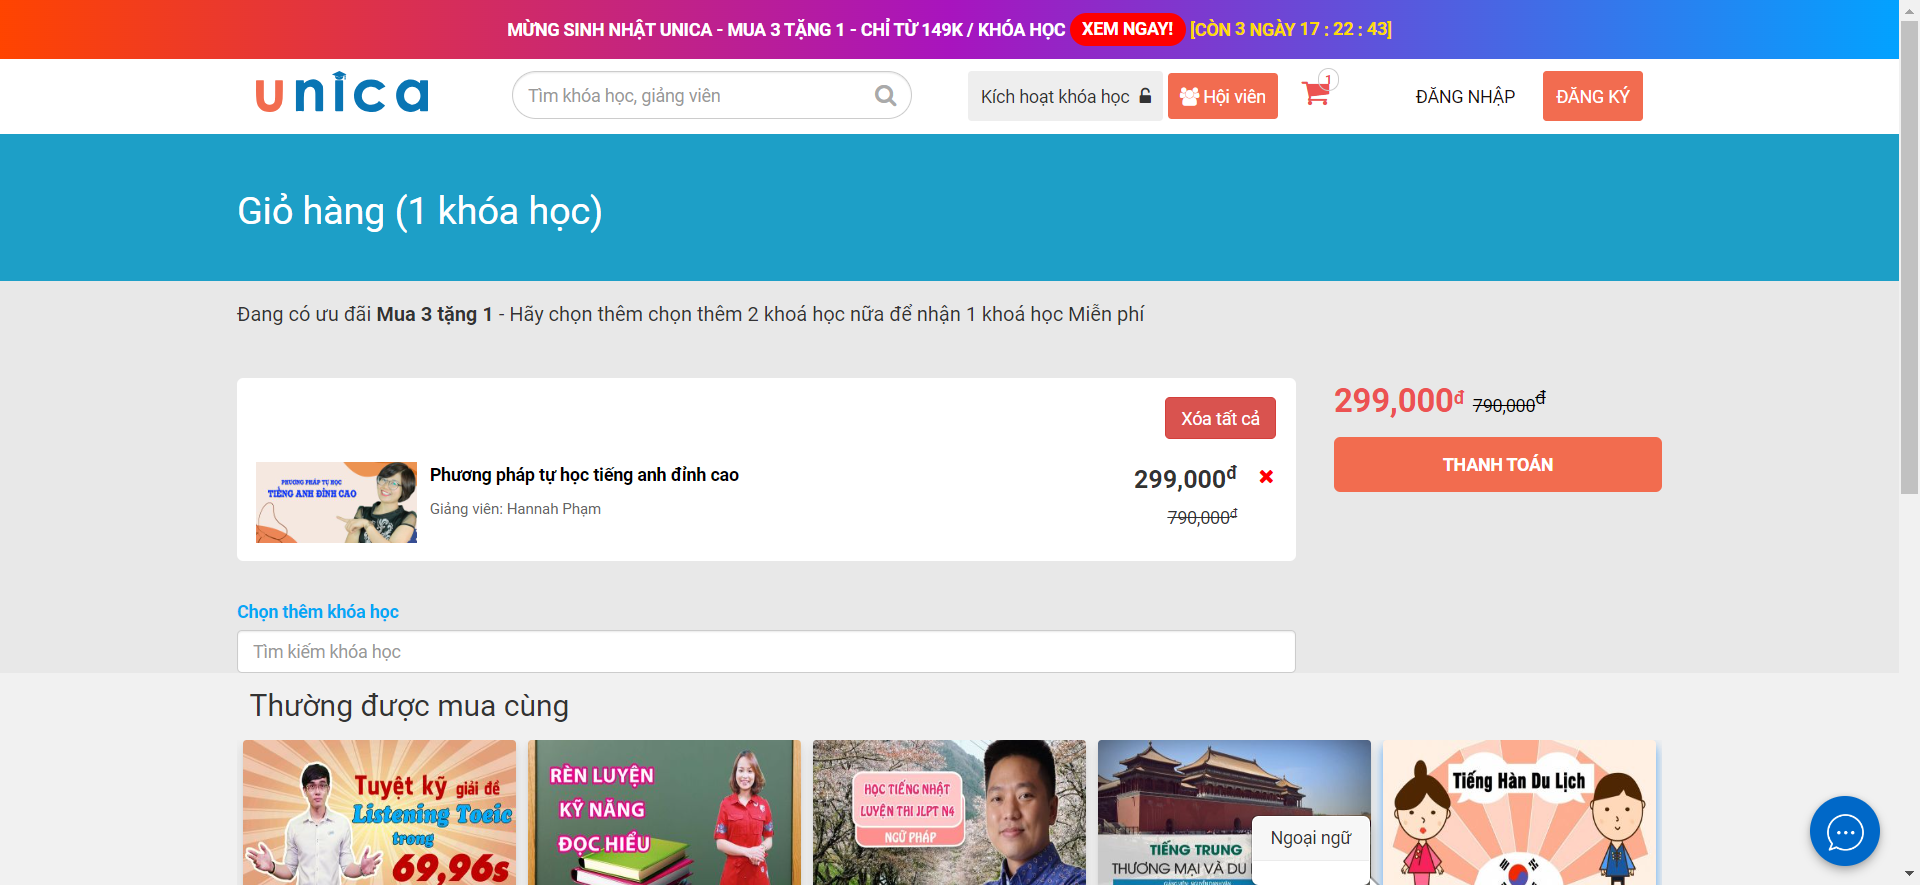 MỪNG SINH NHẬT UNICA - MUA 3 TẶNG 1 - CHỈ TỪ 149K / KHÓA HỌC XEM NGAY! [CÒN 3 NGÀY 17 : 22 : 43]
unica
Tìm khóa học, giảng viên
Kích hoạt khóa học
Hội viên
1
ĐĂNG NHẬP
ĐĂNG KÝ
Giỏ hàng (1 khóa học)
Đang có ưu đãi Mua 3 tặng 1 - Hãy chọn thêm chọn thêm 2 khoá học nữa để nhận 1 khoá học Miễn phí
Xóa tất cả
PHƯƠNG PHÁP TỰ HỌC
TIẾNG ANH ĐỈNH CAO
Phương pháp tự học tiếng anh đỉnh cao
Giảng viên: Hannah Phạm
299,000đ
790,000đ
299,000đ 790,000đ
THANH TOÁN
Chọn thêm khóa học
Tìm kiếm khóa học
Thường được mua cùng
Tuyệt kỹ giải đề
Listening Toeic
trong
69,96s
RÈN LUYỆN
KỸ NĂNG
ĐỌC HIỂU
HỌC TIẾNG NHẬT
LUYỆN THI JLPT N4
NGỮ PHÁP
TIẾNG TRUNG
THƯƠNG MẠI VÀ DU
Ngoại ngữ
Tiếng Hàn Du Lịch